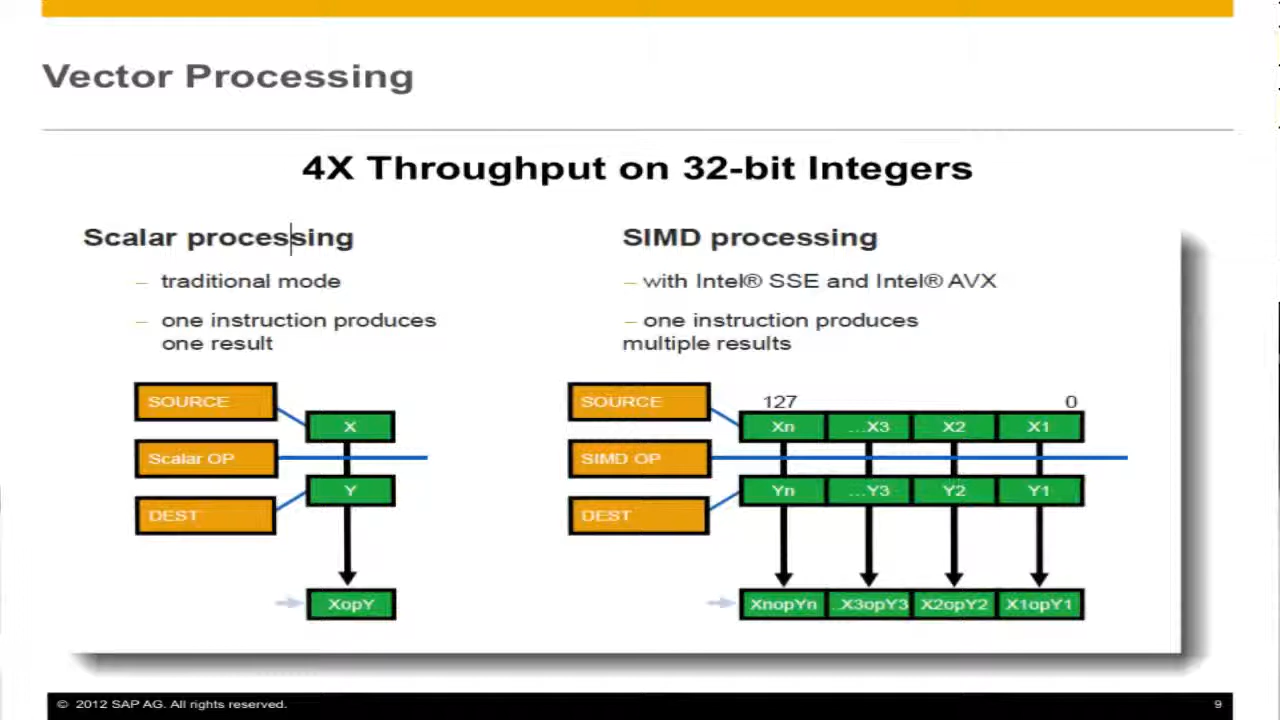 Vector Processing
4X Throughput on 32-bit Integers
Scalar processing
– traditional mode
– one instruction produces
one result
SOURCE
X
Scalar OP
Y
DEST
XopY
SIMD processing
– with Intel® SSE and Intel® AVX
– one instruction produces
multiple results
127 0
SOURCE
Xn ...X3 X2 X1
SIMD OP
Yn ...Y3 Y2 Y1
DEST
XnopYn ..X3opY3 X2opY2 X1opY1
© 2012 SAP AG. All rights reserved. 9